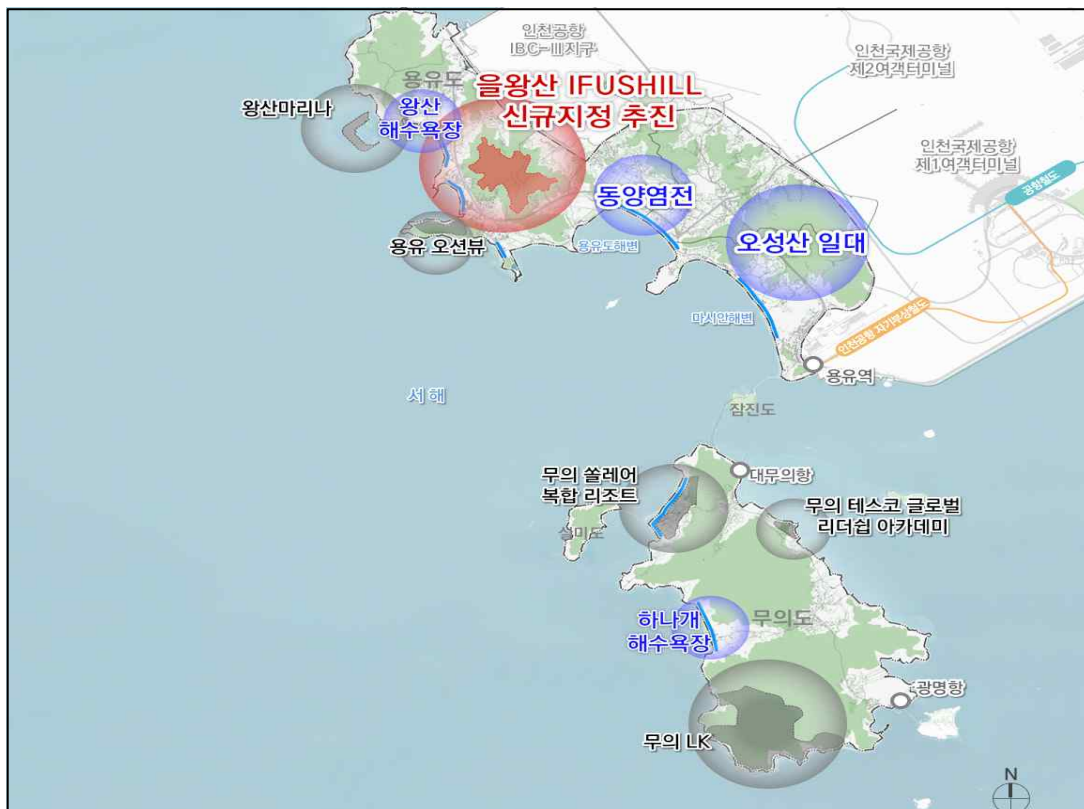 인천공항
IBC-III지구
인천국제공항
제2여객터미널
용유도
을왕산 IFUSHILL
신규지정 추진
왕산마리나
왕산
해수욕장
인천국제공항
제1여객터미널
공항철도
동양염전
오성산 일대
용유 오션뷰
용유도해변
마시안해변
인천공항 자기부상철도
용유역
서 해
잠진도
무의 쏠레어
복합 리조트
대무의항
무의 테스코 글로벌
리더쉽 아카데미
실미도
하나개
해수욕장
무의도
광명항
무의 LK
N